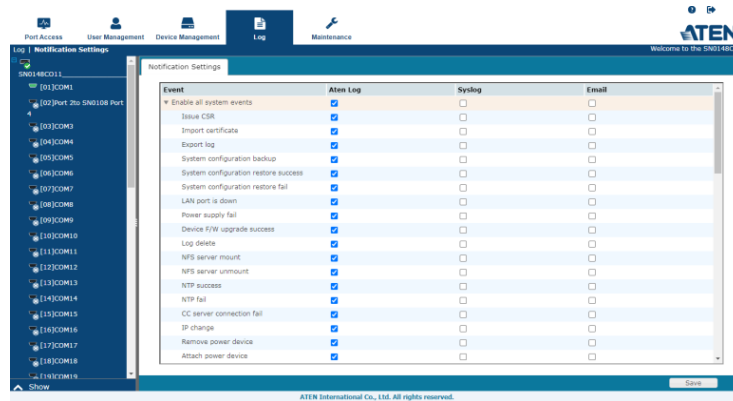 Port Access
User Management
Device Management
Log
Maintenance
ATEN
Log | Notification Settings
Welcome to the SN0148C
SN0148CO11
[01]COM1
[02]Port 2to SN0108 Port
4
[03]COM3
[04]COM4
[05]COM5
[06]COM6
[07]COM7
[08]COM8
[09]COM9
[10]COM10
[11]COM11
[12]COM12
[13]COM13
[14]COM14
[15]COM15
[16]COM16
[17]COM17
[18]COM18
[19]COM19
Show
Notification Settings
Event Aten Log Syslog Email
Enable all system events
Issue CSR
Import certificate
Export log
System configuration backup
System configuration restore success
System configuration restore fail
LAN port is down
Power supply fail
Device F/W upgrade success
Log delete
NFS server mount
NFS server unmount
NTP success
NTP fail
CC server connection fail
IP change
Remove power device
Attach power device
Save
ATEN International Co., Ltd. All rights reserved.